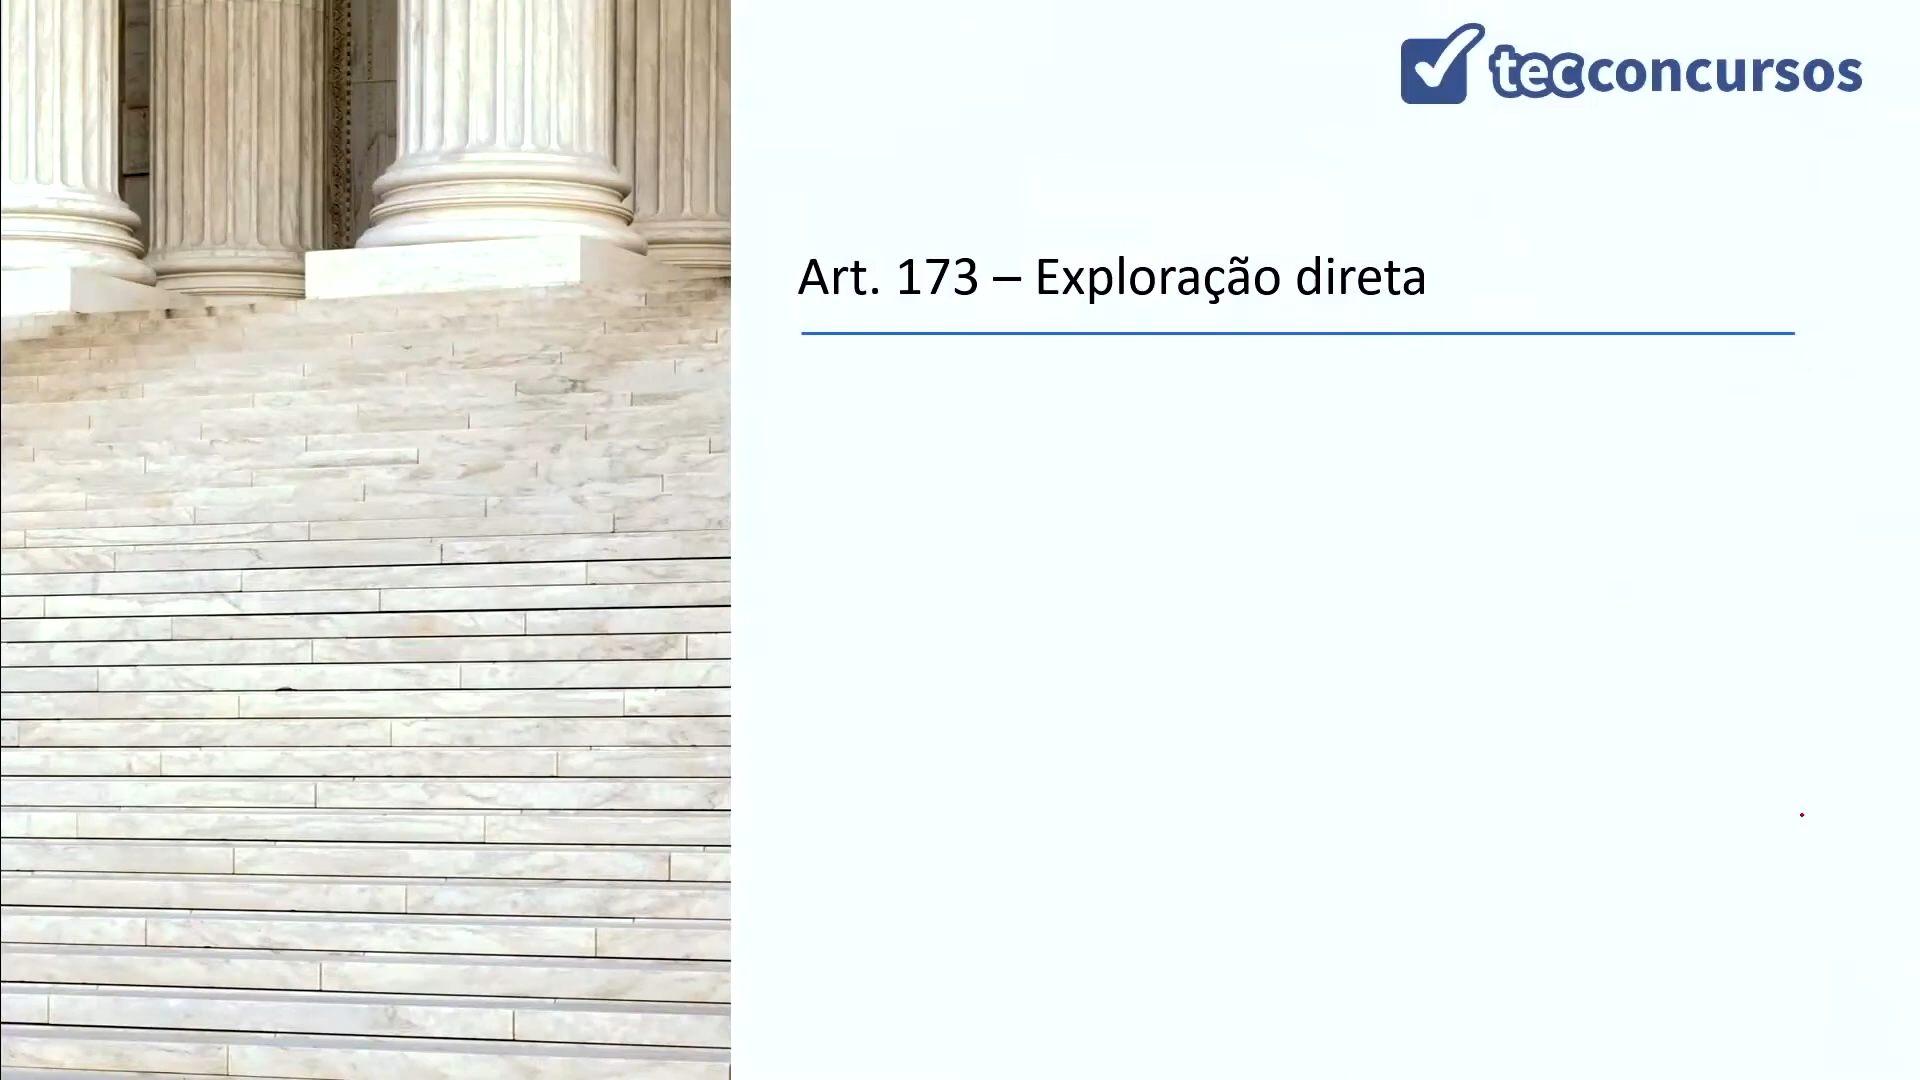 tecconcursos
Art. 173 – Exploração direta